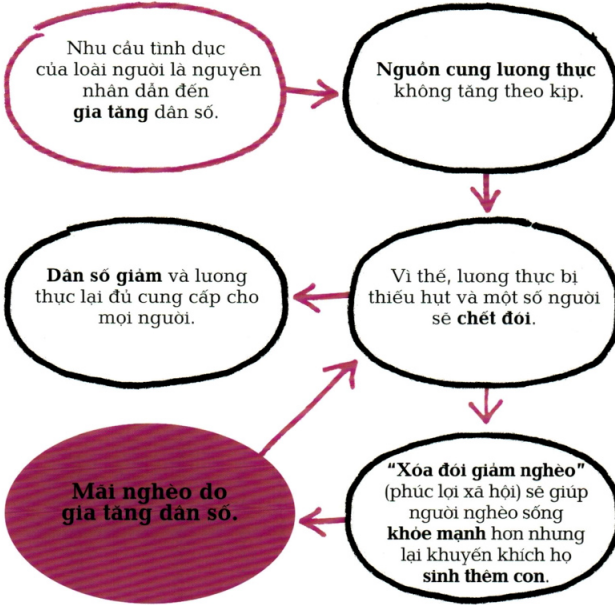 Nhu cầu tình dục
của loài người là nguyên
nhân dẫn đến
gia tăng dân số.
Nguồn cung lương thực
không tăng theo kịp.
Vì thế, lương thực bị
thiếu hụt và một số người
sẽ chết đói.
Dân số giảm và lương
thực lại đủ cung cấp cho
mọi người.
“Xóa đói giảm nghèo”
(phúc lợi xã hội) sẽ giúp
người nghèo sống
khỏe mạnh hơn nhưng
lại khuyến khích họ
sinh thêm con.
Mãi nghèo do
gia tăng dân số.